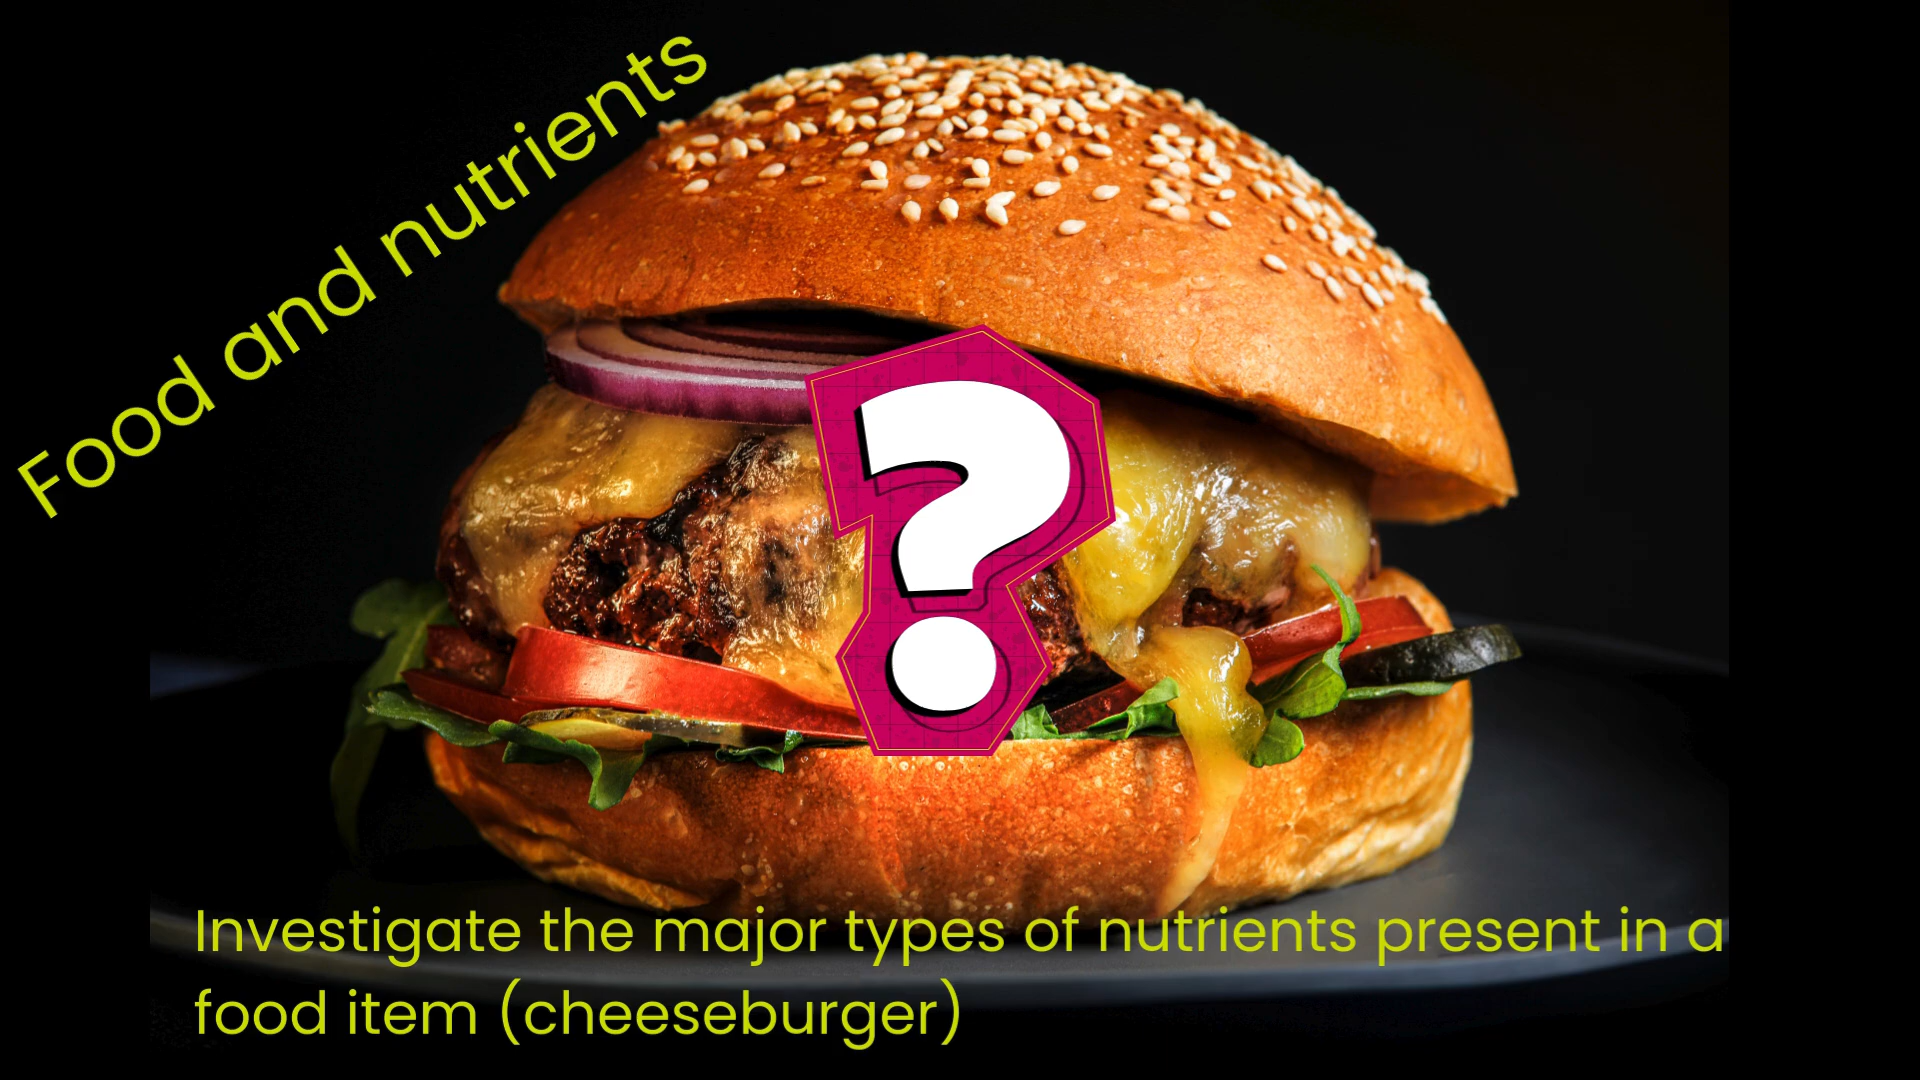 Food and nutrients
?
Investigate the major types of nutrients present in a
food item (cheeseburger)